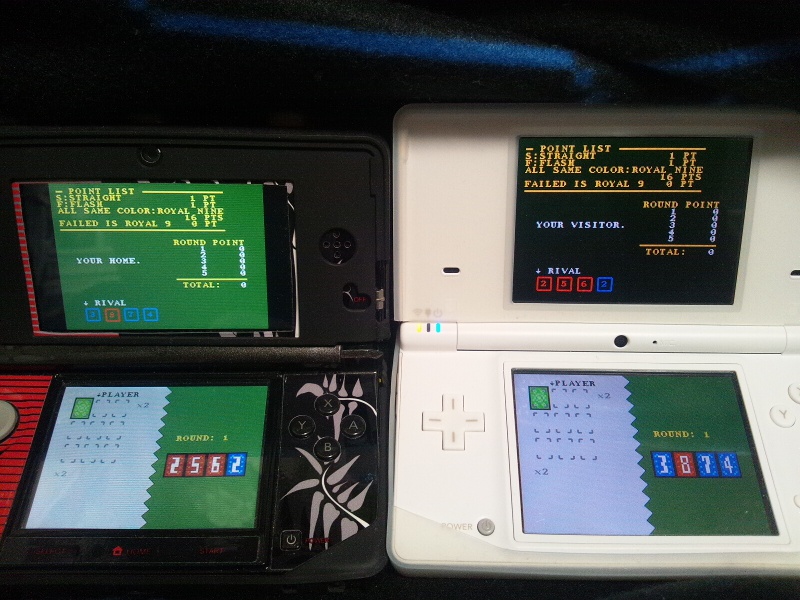 — POINT LIST —
S:STRAIGHT 1 PT
F:FLASH 1 PT
ALL SAME COLOR:ROYAL NINE
16 PTS
FAILED IS ROYAL 9 0 PT
ROUND POINT
1 0
2 0
3 0
4 0
5 0
YOUR HOME.
TOTAL: 0
↓ RIVAL
3 8 7 4
↓PLAYER
×2
ROUND: 1
2 5 6 2
×2
X
Y
A
B
HOME
START
OFF
— POINT LIST —
S:STRAIGHT 1 PT
F:FLASH 1 PT
ALL SAME COLOR:ROYAL NINE
16 PTS
FAILED IS ROYAL 9 0 PT
ROUND POINT
1 0
2 0
3 0
4 0
5 0
YOUR VISITOR.
TOTAL: 0
↓ RIVAL
2 5 6 2
↓PLAYER
×2
ROUND: 1
3 8 7 4
×2
Y
POWER